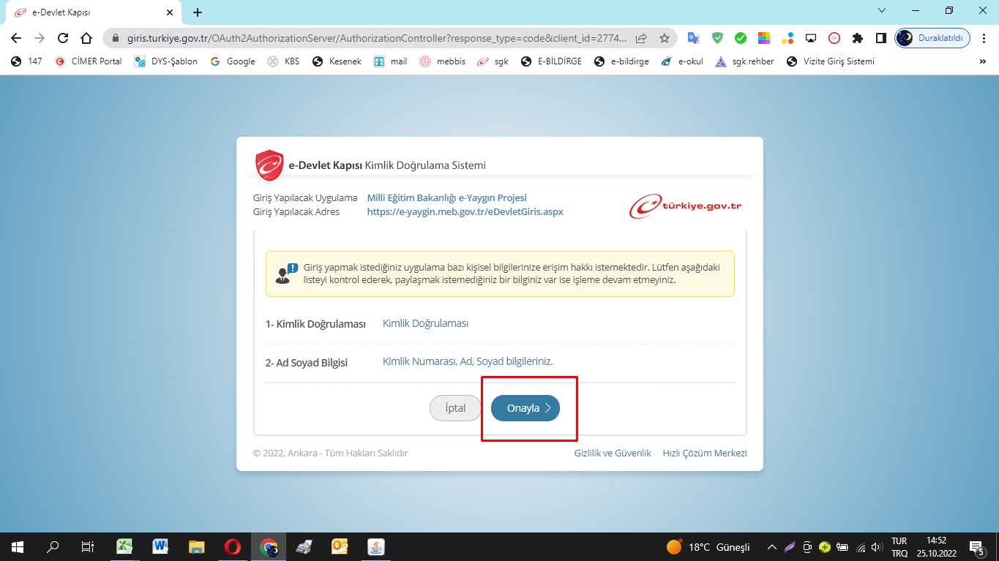 e-Devlet Kapısı
giris.turkiye.gov.tr/OAuth2AuthorizationServer/AuthorizationController?response_type=code&client_id=2774...
Duraklatıldı
147 CİMER Portal DYS-Şablon Google KBS Kesenek mail mebbis sgk E-BİLDİRGE e-bildirge e-okul sgk rehber Vizite Giriş Sistemi »
e-Devlet Kapısı Kimlik Doğrulama Sistemi
Giriş Yapılacak Uygulama Milli Eğitim Bakanlığı e-Yaygın Projesi
Giriş Yapılacak Adres https://e-yaygin.meb.gov.tr/eDevletGiris.aspx
türkiye.gov.tr
Giriş yapmak istediğiniz uygulama bazı kişisel bilgilerinize erişim hakkı istemektedir. Lütfen aşağıdaki
listeyi kontrol ederek, paylaşmak istemediğiniz bir bilginiz var ise işleme devam etmeyiniz.
1- Kimlik Doğrulaması Kimlik Doğrulaması
2- Ad Soyad Bilgisi Kimlik Numarası, Ad, Soyad bilgileriniz.
İptal Onayla
© 2022, Ankara - Tüm Hakları Saklıdır Gizlilik ve Güvenlik Hızlı Çözüm Merkezi
18°C Güneşli
TUR
TRQ
14:52
25.10.2022
5